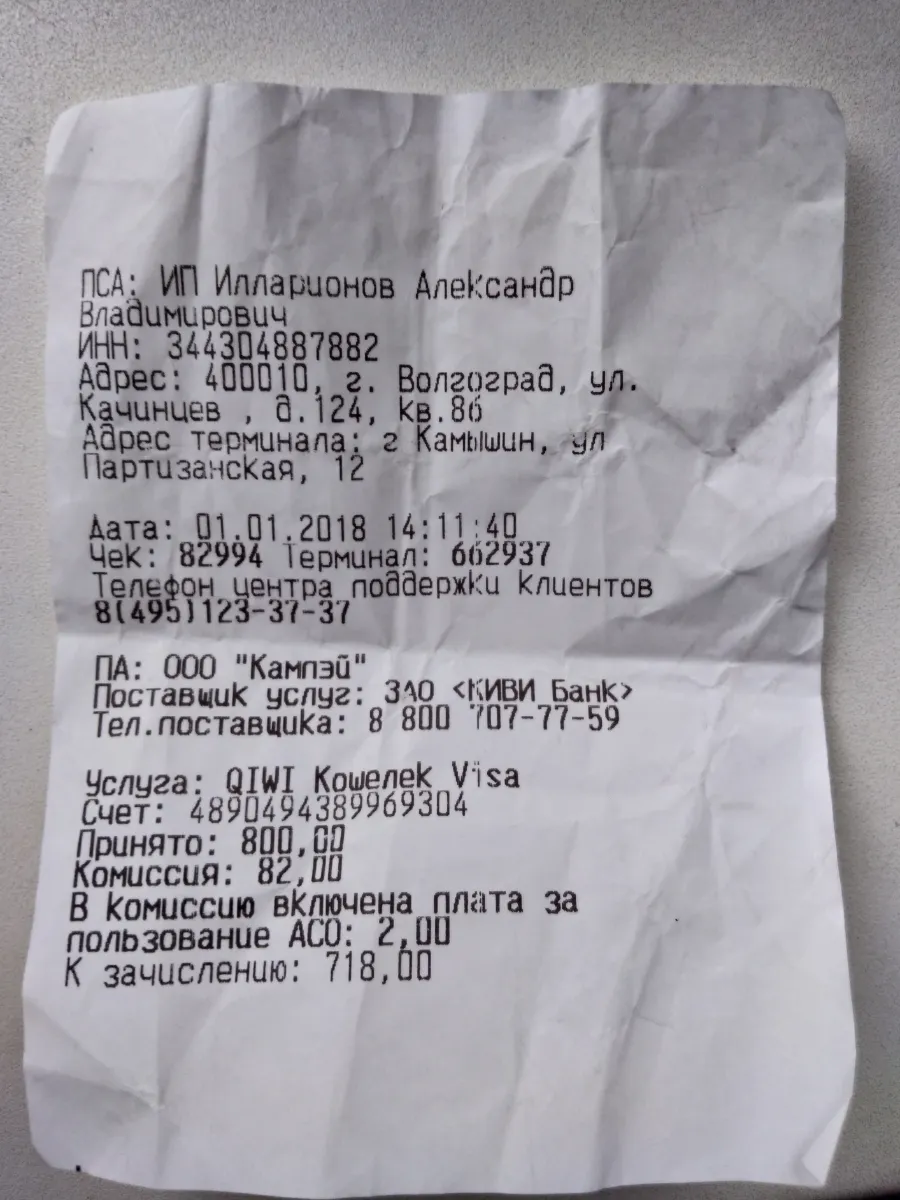 ПСА: ИП Илларионов Александр
Владимирович
ИНН: 344304887882
Адрес: 400010, г. Волгоград, ул.
Качинцев , д.124, кв.86
Адрес терминала: г Камышин, ул
Партизанская, 12
Дата: 01.01.2018 14:11:40
Чек: 82994 Терминал: 662937
Телефон центра поддержки клиентов
8(495)123-37-37
ПА: ООО "Кампэй"
Поставщик услуг: ЗАО <КИВИ Банк>
Тел.поставщика: 8 800 707-77-59
Услуга: QIWI Кошелек Visa
Счет: 4890494389969304
Принято: 800,00
Комиссия: 82,00
В комиссию включена плата за
пользование АСО: 2,00
К зачислению: 718,00